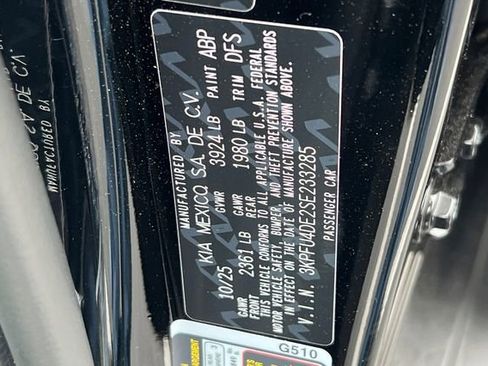 MANUFACTURED BY
KIA MEXICO, S.A. DE C.V.
10/25 GVWR 3924 LB PAINT ABP
GAWR FRONT 2361 LB GAWR REAR 1980 LB TRIM DFS
THIS VEHICLE CONFORMS TO ALL APPLICABLE U.S.A. FEDERAL
MOTOR VEHICLE SAFETY, BUMPER, AND THEFT PREVENTION STANDARDS
IN EFFECT ON THE DATE OF MANUFACTURE SHOWN ABOVE.
V.I.N. 3KPFU4DE2SE233285
PASSENGER CAR
G510